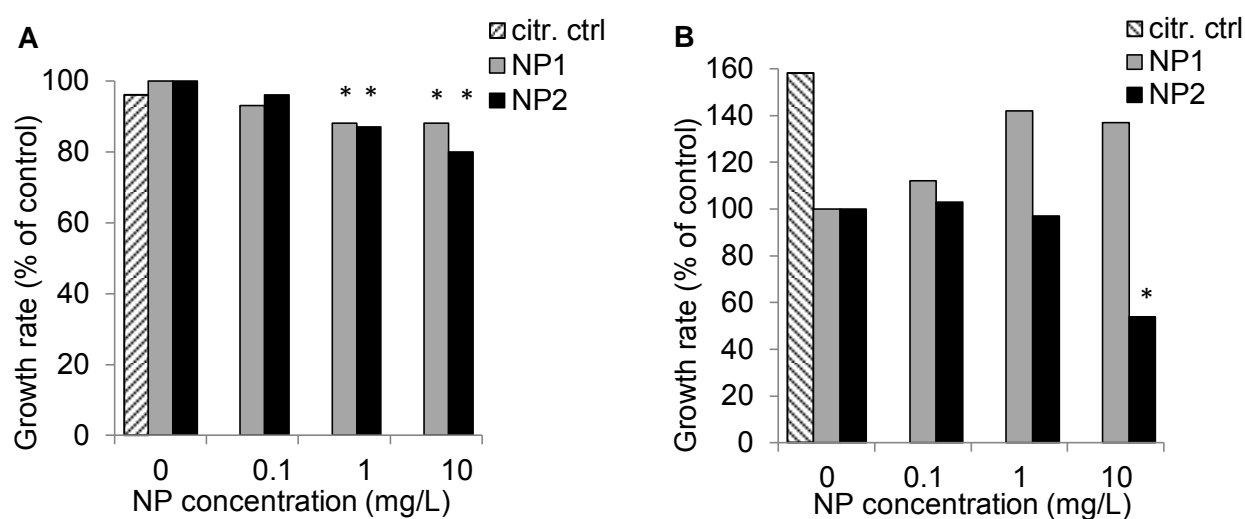 A
citr. ctrl
NP1
NP2
Growth rate (% of control)
100
80
60
40
20
0
* * * *
0 0.1 1 10
NP concentration (mg/L)
B
citr. ctrl
NP1
NP2
Growth rate (% of control)
160
140
120
100
80
60
40
20
0
*
0 0.1 1 10
NP concentration (mg/L)